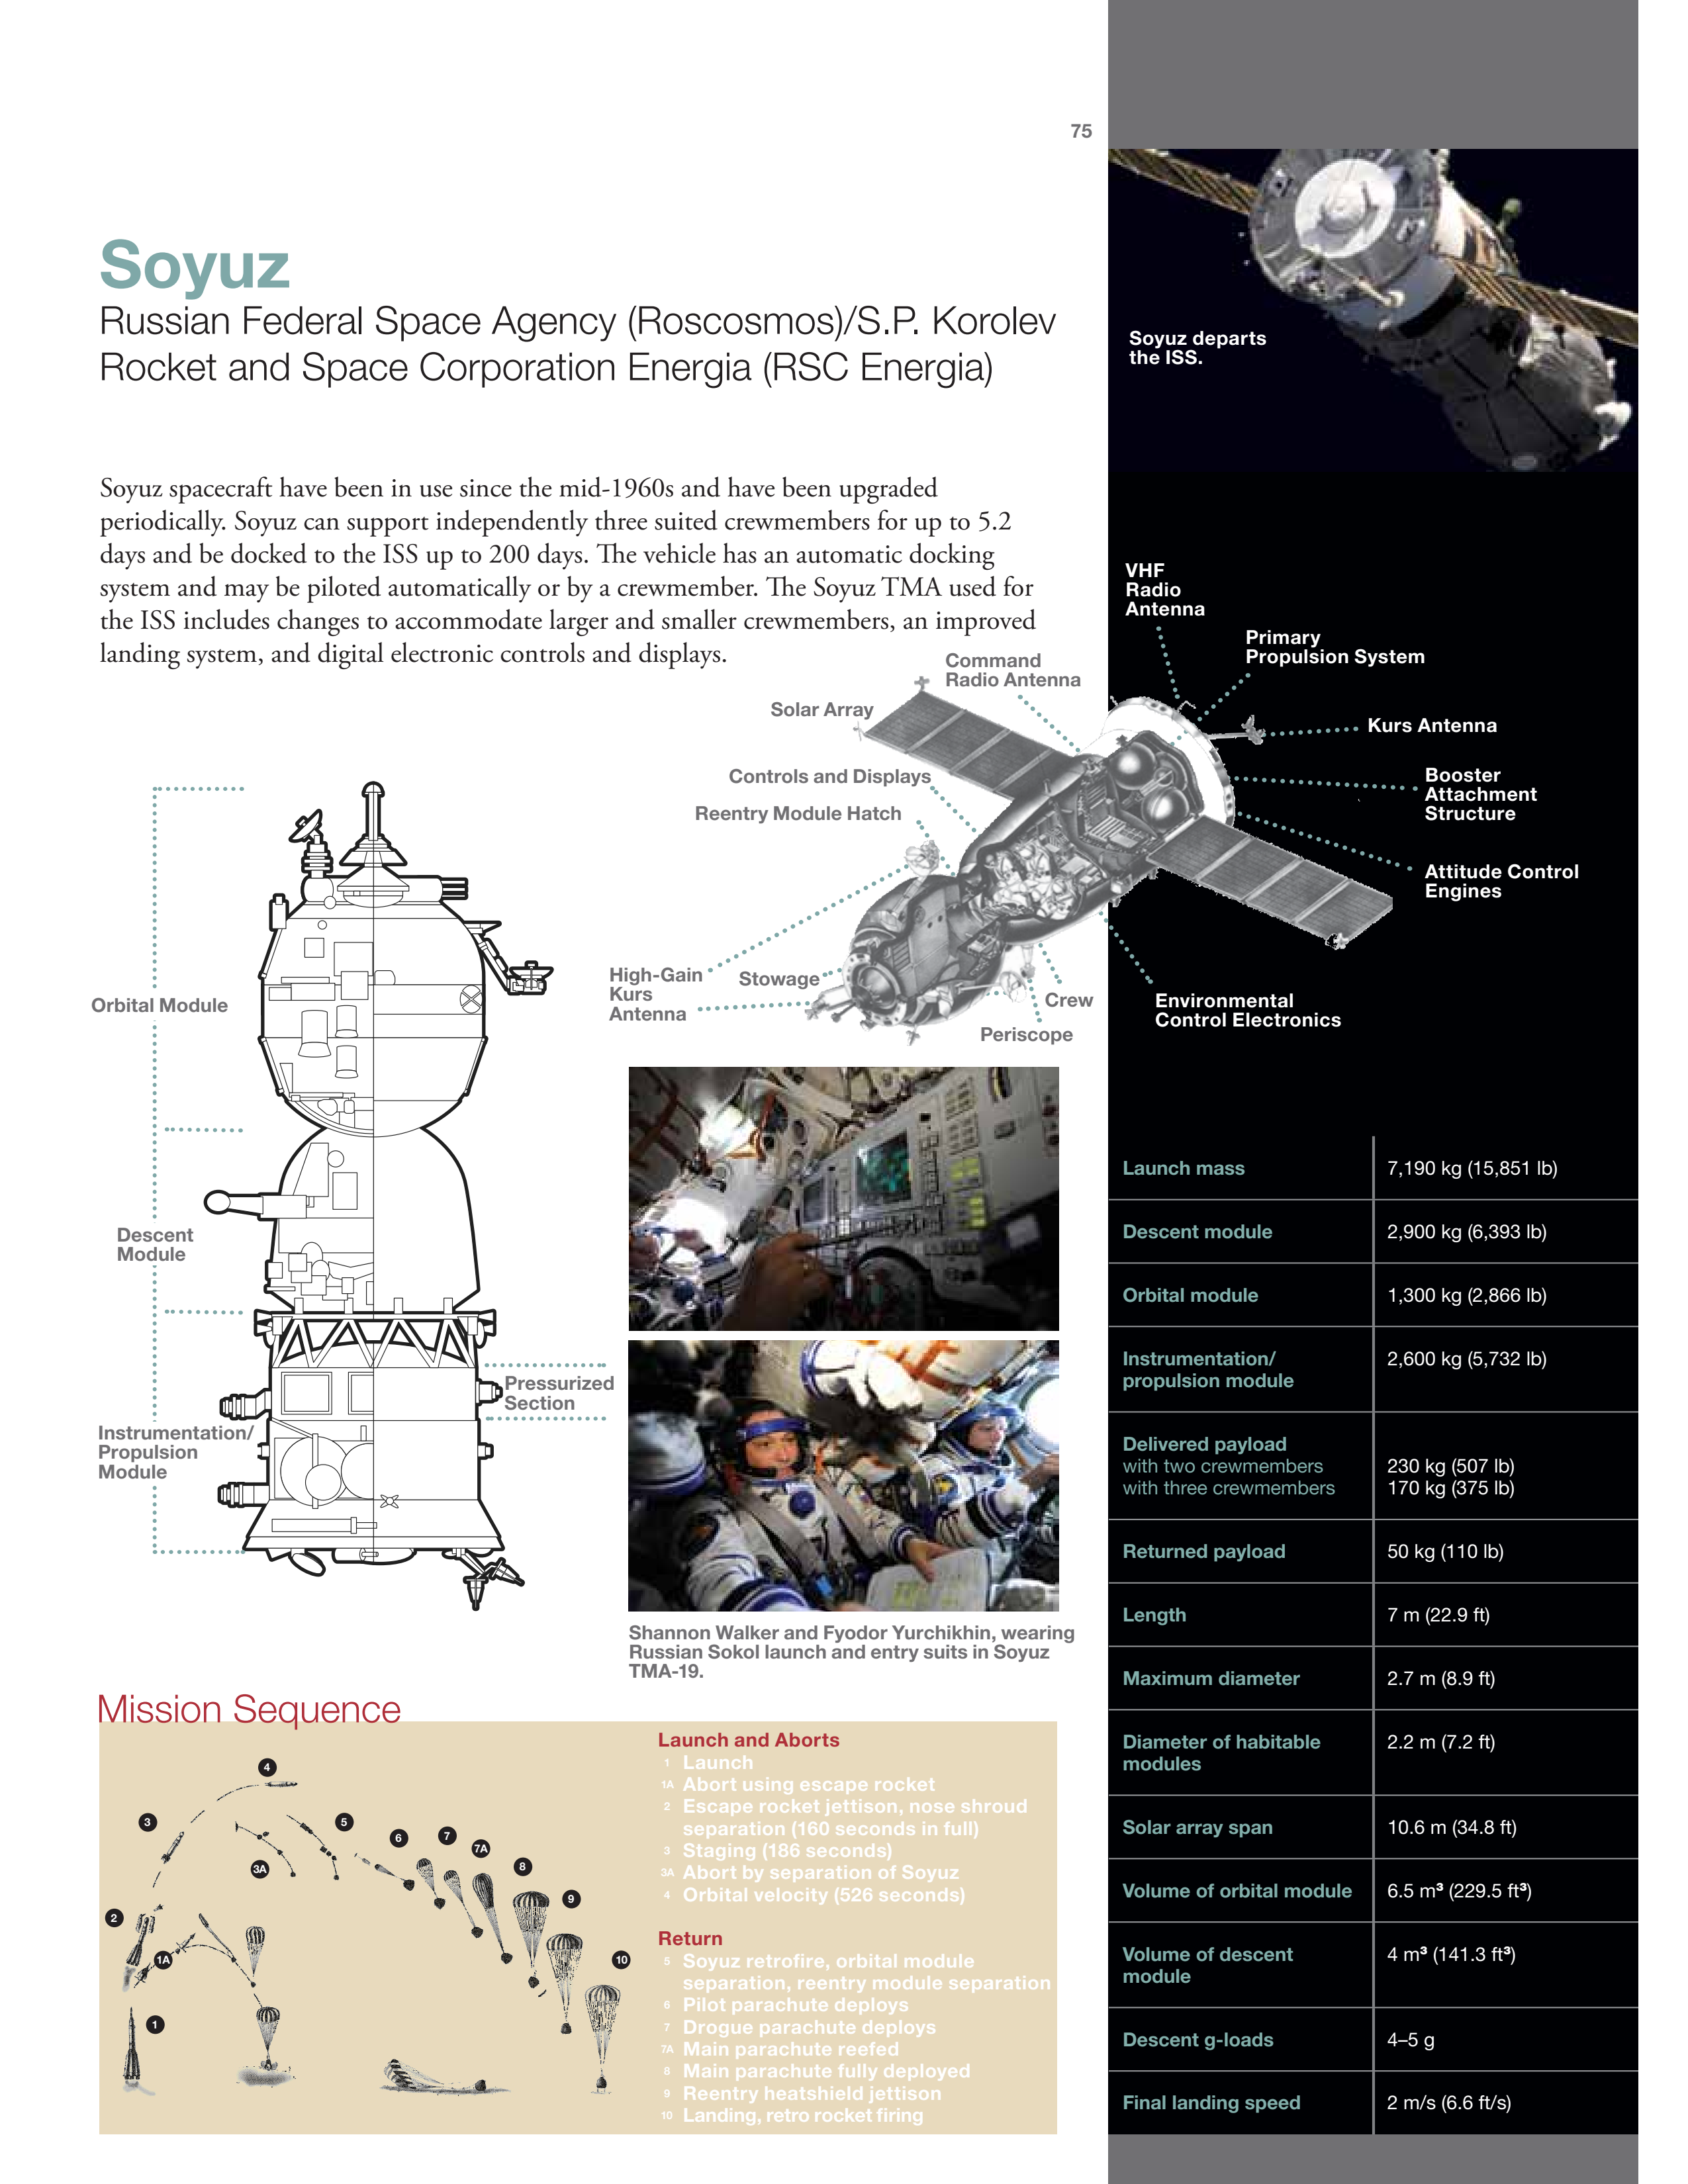 75
Soyuz
Russian Federal Space Agency (Roscosmos)/S.P. Korolev
Rocket and Space Corporation Energia (RSC Energia)
Soyuz departs
the ISS.
Soyuz spacecraft have been in use since the mid-1960s and have been upgraded
periodically. Soyuz can support independently three suited crewmembers for up to 5.2
days and be docked to the ISS up to 200 days. The vehicle has an automatic docking
system and may be piloted automatically or by a crewmember. The Soyuz TMA used for
the ISS includes changes to accommodate larger and smaller crewmembers, an improved
landing system, and digital electronic controls and displays.
VHF
Radio
Antenna
Primary
Propulsion System
Command
Radio Antenna
Solar Array
Kurs Antenna
Controls and Displays
Booster
Attachment
Structure
Reentry Module Hatch
Attitude Control
Engines
High-Gain
Kurs
Antenna
Stowage
Crew
Periscope
Environmental
Control Electronics
Orbital Module
Descent
Module
Pressurized
Section
Instrumentation/
Propulsion
Module
Shannon Walker and Fyodor Yurchikhin, wearing
Russian Sokol launch and entry suits in Soyuz
TMA-19.
Launch mass 7,190 kg (15,851 lb)
Descent module 2,900 kg (6,393 lb)
Orbital module 1,300 kg (2,866 lb)
Instrumentation/ 2,600 kg (5,732 lb)
propulsion module
Delivered payload
with two crewmembers 230 kg (507 lb)
with three crewmembers 170 kg (375 lb)
Returned payload 50 kg (110 lb)
Length 7 m (22.9 ft)
Maximum diameter 2.7 m (8.9 ft)
Diameter of habitable 2.2 m (7.2 ft)
modules
Solar array span 10.6 m (34.8 ft)
Volume of orbital module 6.5 m³ (229.5 ft³)
Volume of descent 4 m³ (141.3 ft³)
module
Descent g-loads 4–5 g
Final landing speed 2 m/s (6.6 ft/s)
Mission Sequence
4
3
5
6
7
7A
3A
8
9
2
1A
10
1
Launch and Aborts
1 Launch
1A Abort using escape rocket
2 Escape rocket jettison, nose shroud
separation (160 seconds in full)
3 Staging (186 seconds)
3A Abort by separation of Soyuz
4 Orbital velocity (526 seconds)
Return
5 Soyuz retrofire, orbital module
separation, reentry module separation
6 Pilot parachute deploys
7 Drogue parachute deploys
7A Main parachute reefed
8 Main parachute fully deployed
9 Reentry heatshield jettison
10 Landing, retro rocket firing